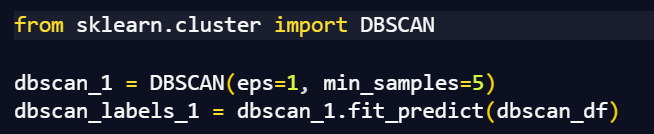 from sklearn.cluster import DBSCAN
dbscan_1 = DBSCAN(eps=1, min_samples=5)
dbscan_labels_1 = dbscan_1.fit_predict(dbscan_df)